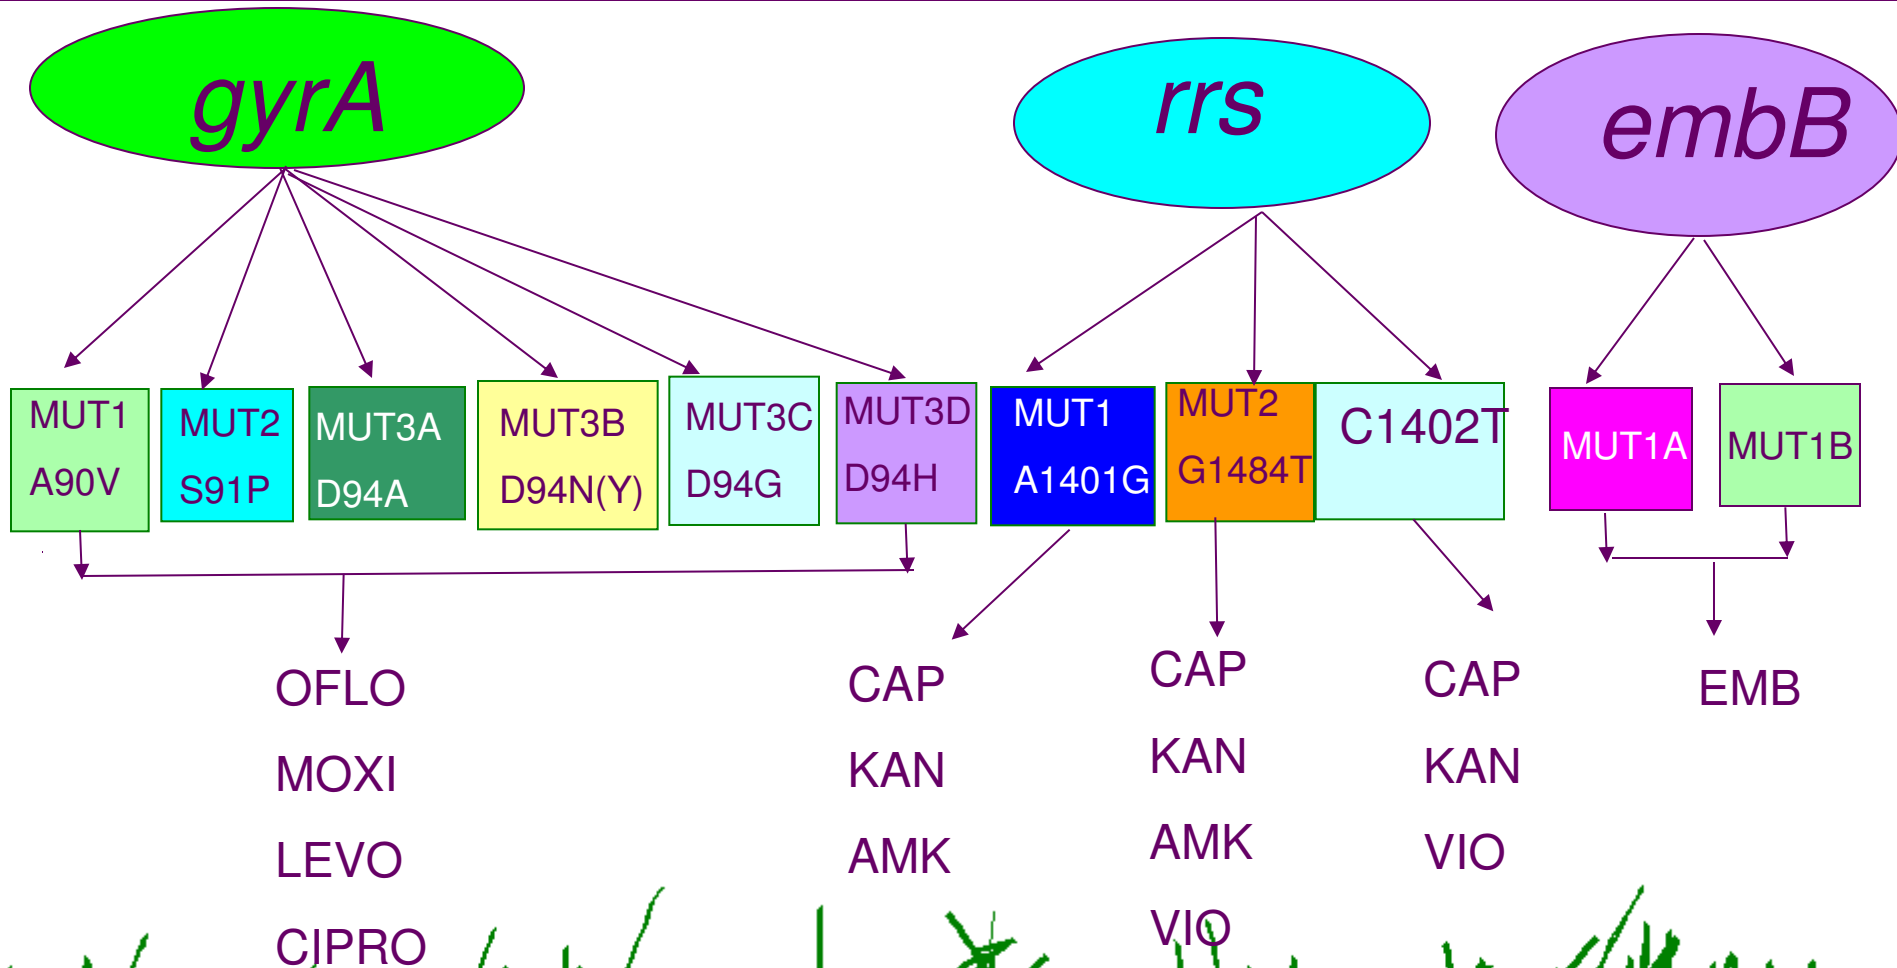 gyrA
rrs
embB
MUT1
A90V
MUT2
S91P
MUT3A
D94A
MUT3B
D94N(Y)
MUT3C
D94G
MUT3D
D94H
MUT1
A1401G
MUT2
G1484T
C1402T
MUT1A
MUT1B
OFLO
MOXI
LEVO
CIPRO
CAP
KAN
AMK
CAP
KAN
AMK
VIO
CAP
KAN
VIO
EMB